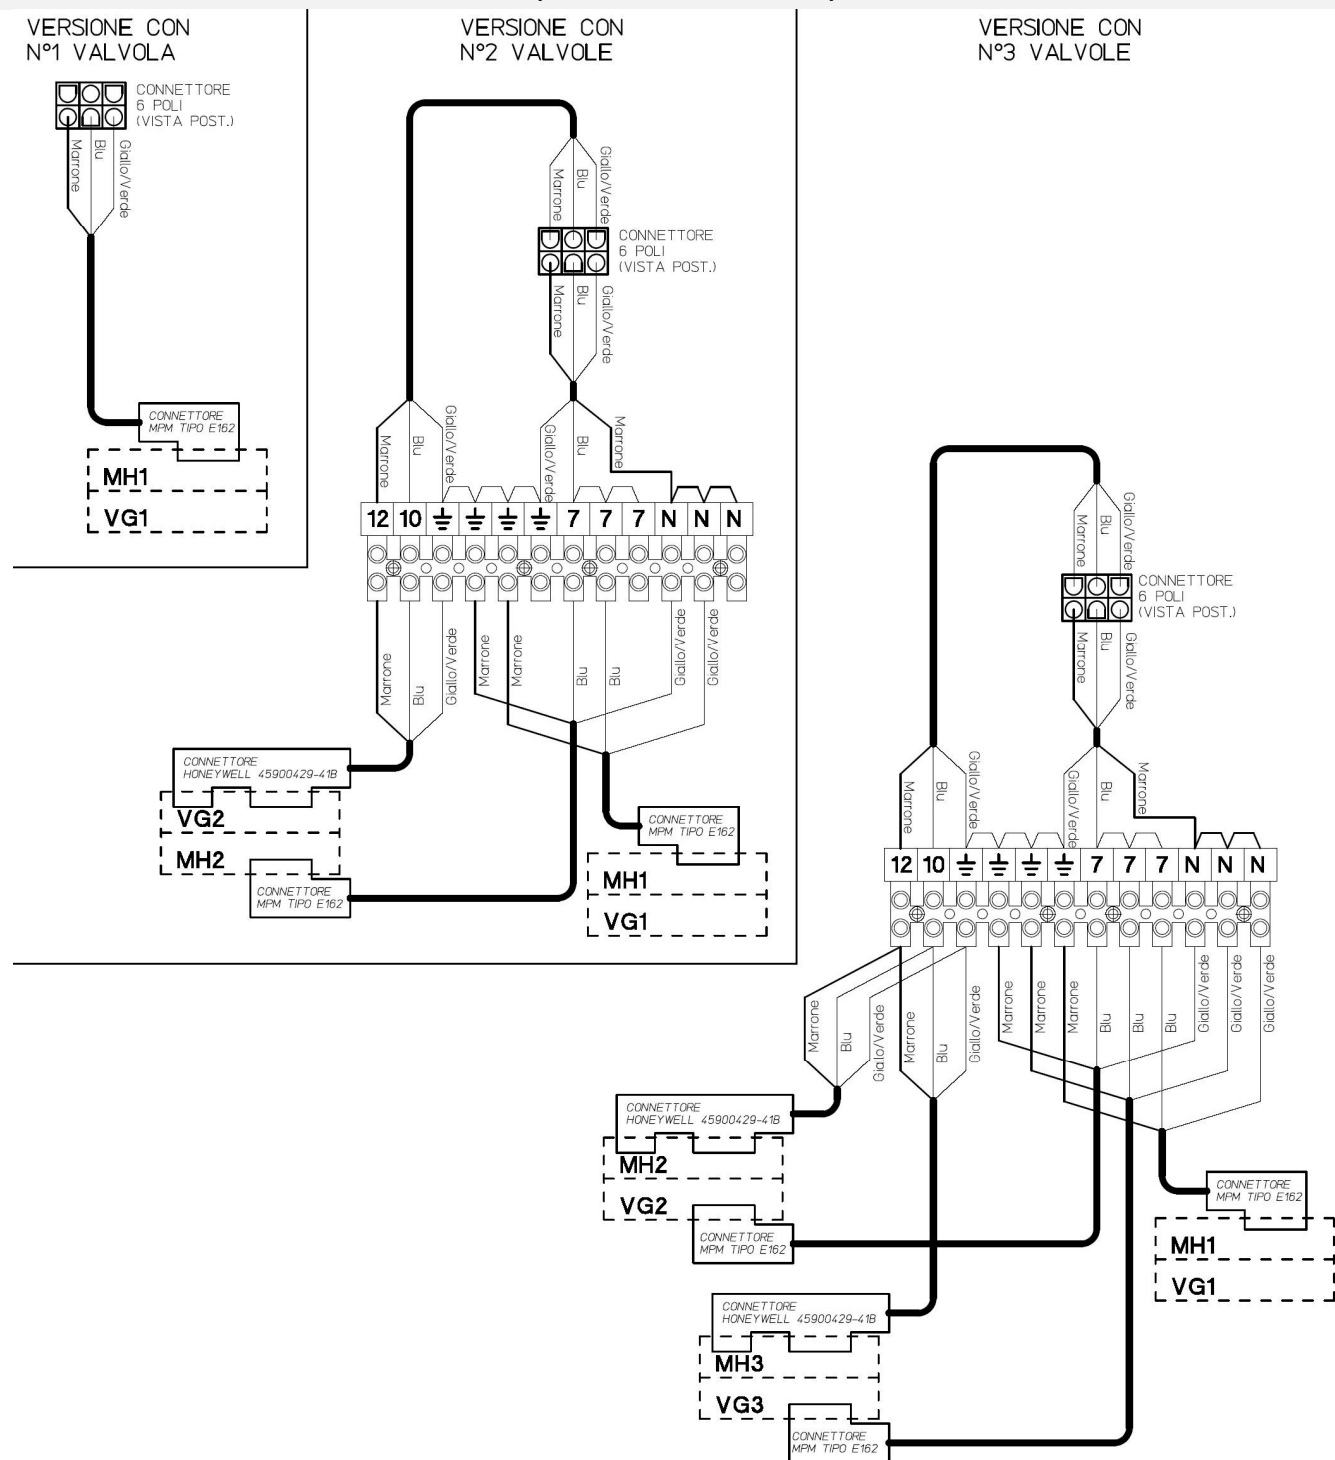 VERSIONE CON
N°1 VALVOLA
CONNETTORE
6 POLI
(VISTA POST.)
Marrone
Blu
Giallo/Verde
CONNETTORE
MPM TIPO E162
MH1
VG1
VERSIONE CON
N°2 VALVOLE
Marrone
Blu
Giallo/Verde
CONNETTORE
6 POLI
(VISTA POST.)
Marrone
Blu
Giallo/Verde
Marrone
Blu
Giallo/Verde
Giallo/Verde
Blu
Marrone
12 10 7 7 7 N N N
Marrone
Blu
Giallo/Verde
Marrone
Marrone
Blu
Blu
Giallo/Verde
Giallo/Verde
CONNETTORE
HONEYWELL 45900429-41B
VG2
MH2
CONNETTORE
MPM TIPO E162
CONNETTORE
MPM TIPO E162
MH1
VG1
VERSIONE CON
N°3 VALVOLE
Marrone
Blu
Giallo/Verde
CONNETTORE
6 POLI
(VISTA POST.)
Marrone
Blu
Giallo/Verde
Marrone
Blu
Giallo/Verde
Giallo/Verde
Blu
Marrone
12 10 7 7 7 N N N
Marrone
Blu
Giallo/Verde
Marrone
Blu
Giallo/Verde
Marrone
Marrone
Marrone
Blu
Blu
Blu
Giallo/Verde
Giallo/Verde
Giallo/Verde
CONNETTORE
HONEYWELL 45900429-41B
MH2
VG2
CONNETTORE
MPM TIPO E162
CONNETTORE
MPM TIPO E162
MH1
VG1
CONNETTORE
HONEYWELL 45900429-41B
MH3
VG3
CONNETTORE
MPM TIPO E162